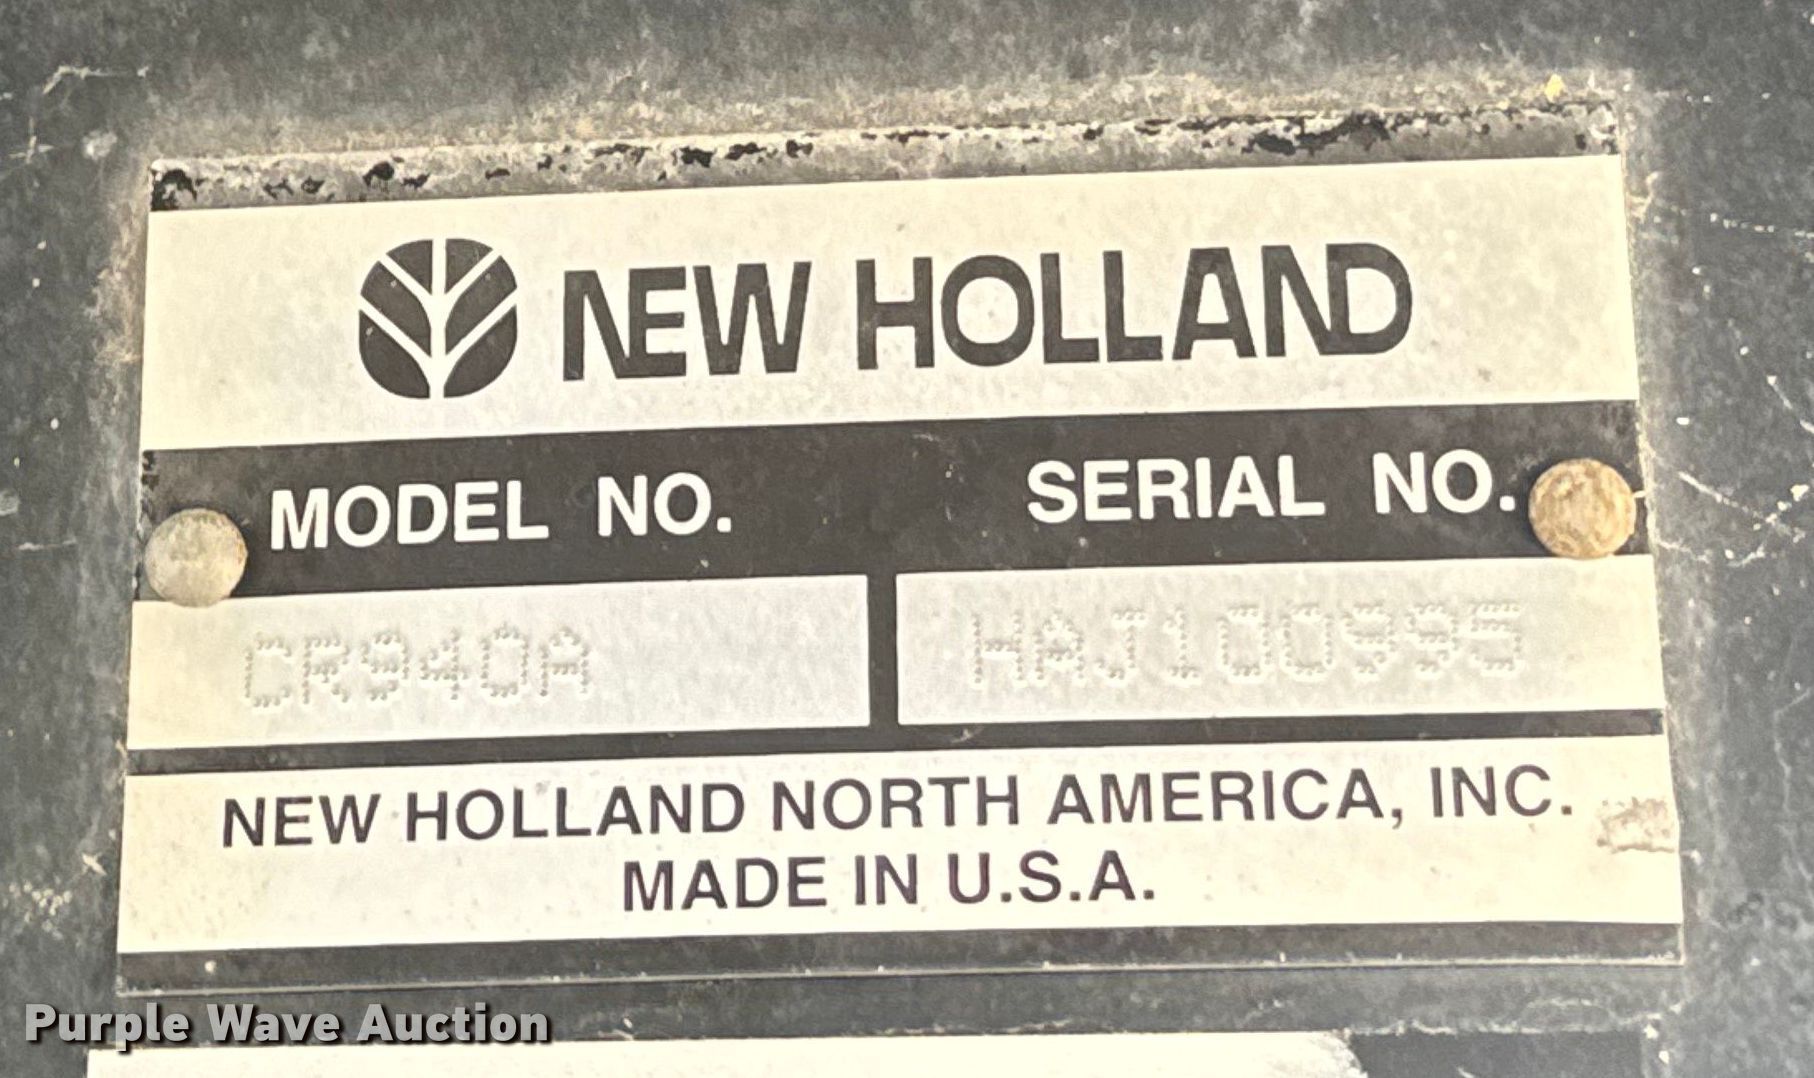 NEW HOLLAND
MODEL NO. SERIAL NO.
CR940A HAJ100995
NEW HOLLAND NORTH AMERICA, INC.
MADE IN U.S.A.
Purple Wave Auction